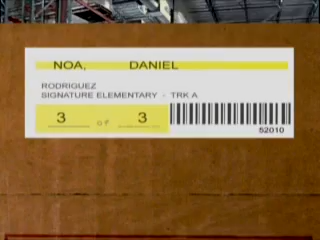 NOA, DANIEL
RODRIGUEZ
SIGNATURE ELEMENTARY - TRK A
3 of 3
52010